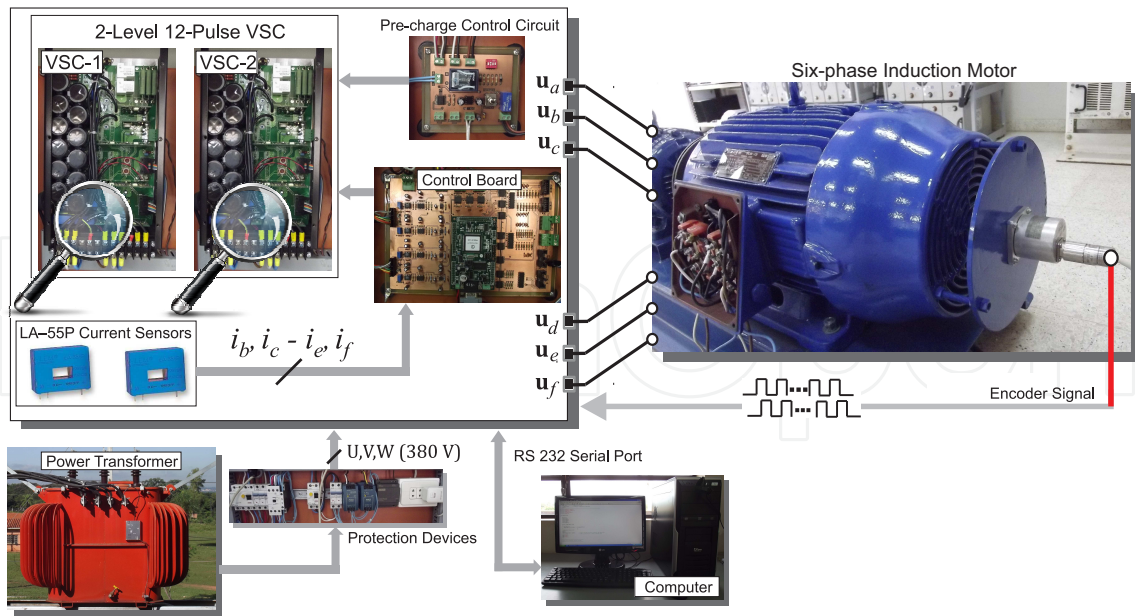 2-Level 12-Pulse VSC
VSC-1
VSC-2
Pre-charge Control Circuit
Control Board
LA–55P Current Sensors
i_b, i_c - i_e, i_f
u_a
u_b
u_c
u_d
u_e
u_f
Six-phase Induction Motor
Encoder Signal
Power Transformer
U,V,W (380 V)
Protection Devices
RS 232 Serial Port
Computer